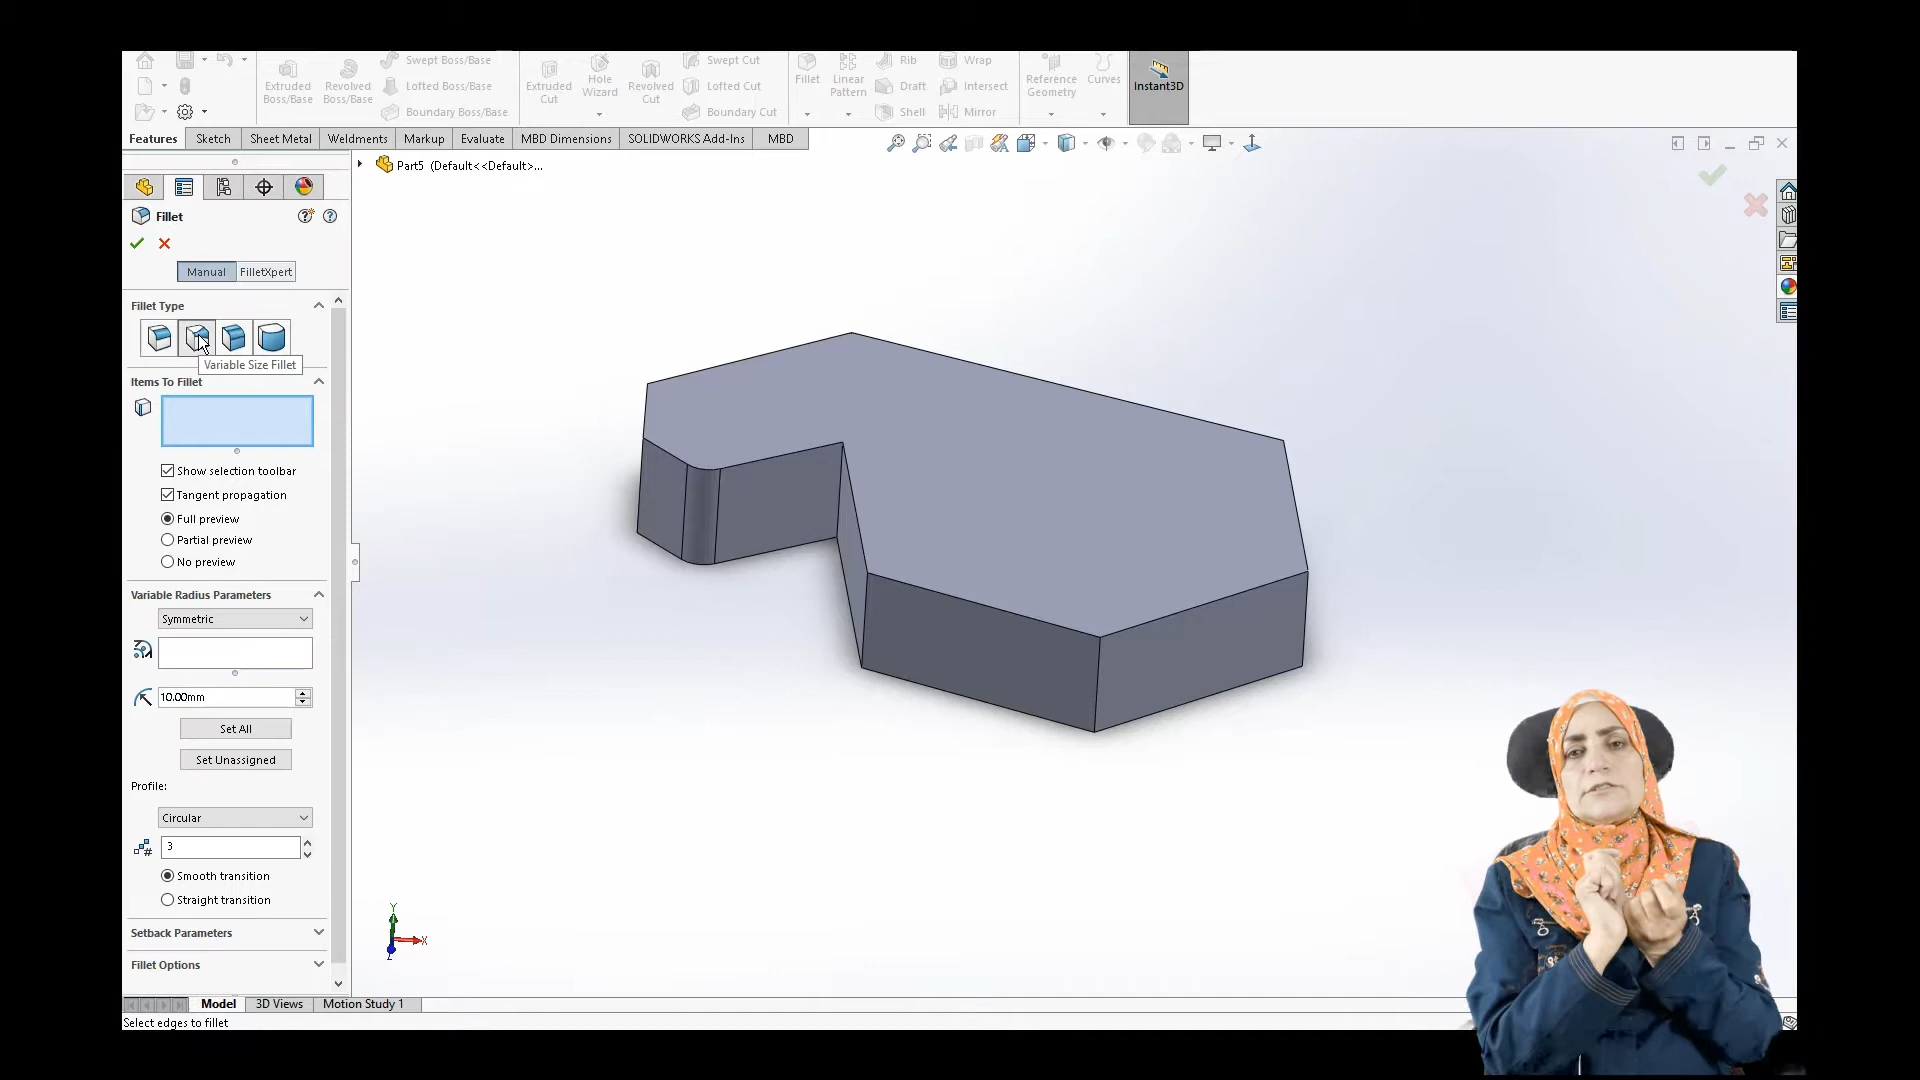 Swept Boss/Base
Extruded Boss/Base
Revolved Boss/Base
Lofted Boss/Base
Boundary Boss/Base
Extruded Cut
Hole Wizard
Revolved Cut
Swept Cut
Lofted Cut
Boundary Cut
Fillet
Linear Pattern
Rib
Draft
Shell
Wrap
Intersect
Mirror
Reference Geometry
Curves
Instant3D
Features Sketch Sheet Metal Weldments Markup Evaluate MBD Dimensions SOLIDWORKS Add-Ins MBD
Part5 (Default<<Default>...
Fillet
Manual FilletXpert
Fillet Type
Variable Size Fillet
Items To Fillet
Show selection toolbar
Tangent propagation
Full preview
Partial preview
No preview
Variable Radius Parameters
Symmetric
10.00mm
Set All
Set Unassigned
Profile:
Circular
3
Smooth transition
Straight transition
Setback Parameters
Fillet Options
Y
X
Z
Model 3D Views Motion Study 1
Select edges to fillet